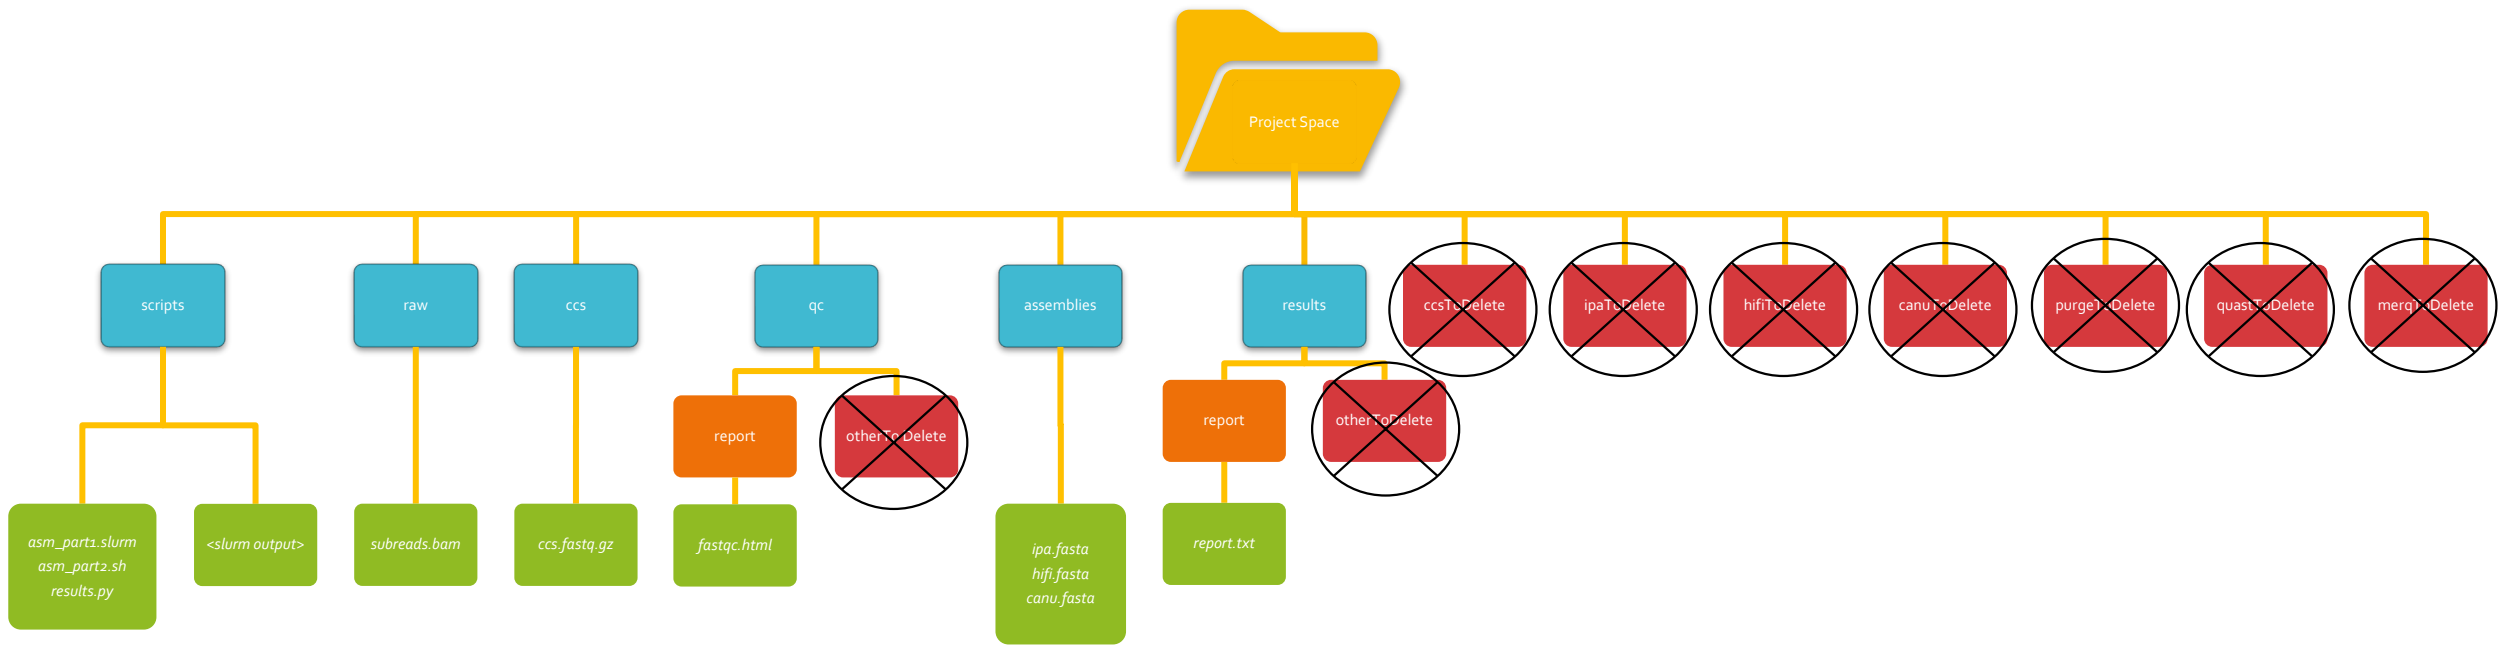 Project Space
scripts
raw
ccs
qc
assemblies
results
ccsToDelete
ipaToDelete
hifiToDelete
canuToDelete
purgeToDelete
quastToDelete
merqToDelete
report
otherTo Delete
report
otherToDelete
asm_part1.slurm
asm_part2.sh
results.py
<slurm output>
subreads.bam
ccs.fastq.gz
fastqc.html
ipa.fasta
hifi.fasta
canu.fasta
report.txt